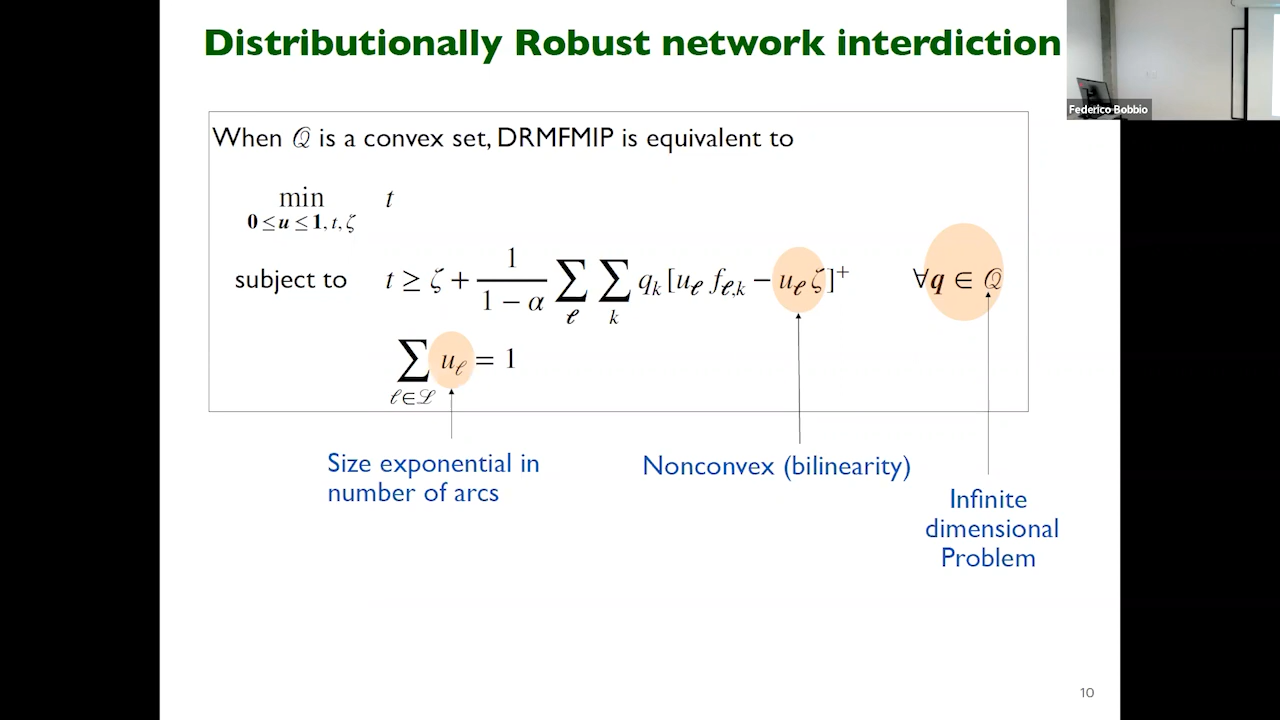 Distributionally Robust network interdiction
Federico Bobbio
When 𝒬 is a convex set, DRMFMIP is equivalent to
min t
0 ≤ u ≤ 1, t, ζ
subject to t ≥ ζ + 1/(1 − α) ∑_ℓ ∑_k q_k [u_ℓ f_{ℓ,k} − u_ℓ ζ]^+ ∀q ∈ 𝒬
∑_{ℓ∈ℒ} u_ℓ = 1
Size exponential in
number of arcs
Nonconvex (bilinearity)
Infinite
dimensional
Problem
10